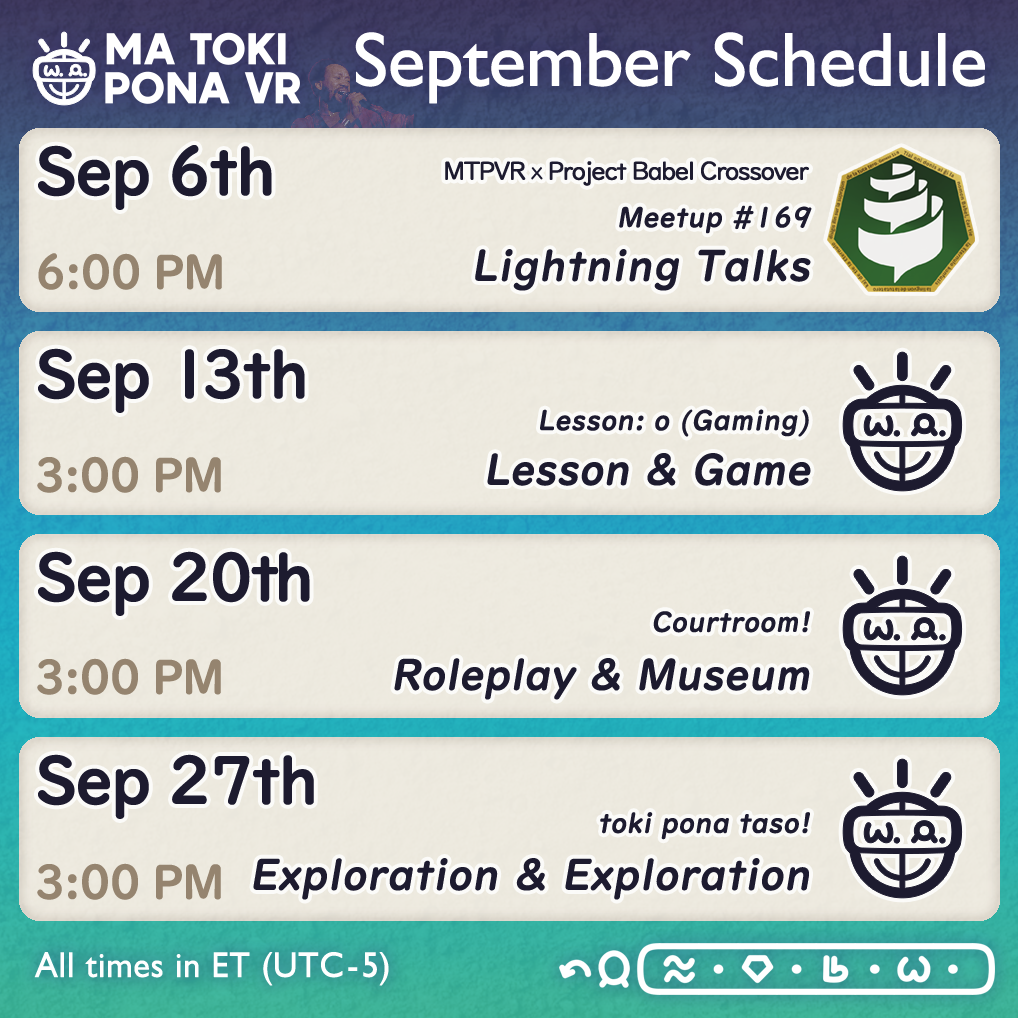 MA TOKI
PONA VR
September Schedule
Sep 6th
MTPVR x Project Babel Crossover
Meetup #169
6:00 PM
Lightning Talks
Sep 13th
Lesson: o (Gaming)
3:00 PM
Lesson & Game
w. a.
Sep 20th
Courtroom!
3:00 PM
Roleplay & Museum
w. a.
Sep 27th
toki pona taso!
3:00 PM
Exploration & Exploration
w. a.
All times in ET (UTC-5)